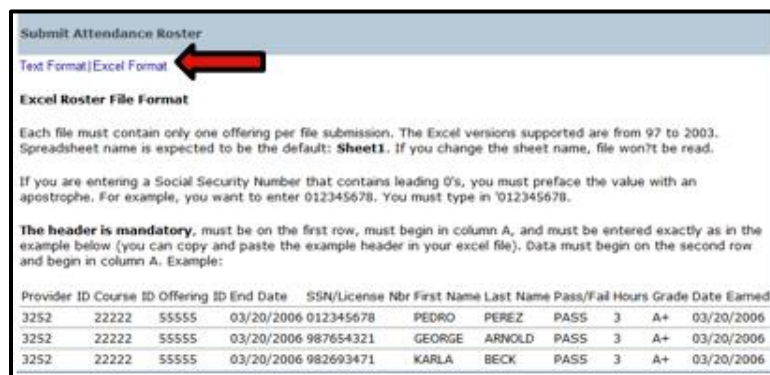 Submit Attendance Roster
Text Format|Excel Format
Excel Roster File Format
Each file must contain only one offering per file submission. The Excel versions supported are from 97 to 2003.
Spreadsheet name is expected to be the default: Sheet1. If you change the sheet name, file won?t be read.
If you are entering a Social Security Number that contains leading 0's, you must preface the value with an
apostrophe. For example, you want to enter 012345678. You must type in '012345678.
The header is mandatory, must be on the first row, must begin in column A, and must be entered exactly as in the
example below (you can copy and paste the example header in your excel file). Data must begin on the second row
and begin in column A. Example:
Provider ID Course ID Offering ID End Date SSN/License Nbr First Name Last Name Pass/Fail Hours Grade Date Earned
3252 22222 55555 03/20/2006 012345678 PEDRO PEREZ PASS 3 A+ 03/20/2006
3252 22222 55555 03/20/2006 987654321 GEORGE ARNOLD PASS 3 A+ 03/20/2006
3252 22222 55555 03/20/2006 982693471 KARLA BECK PASS 3 A+ 03/20/2006